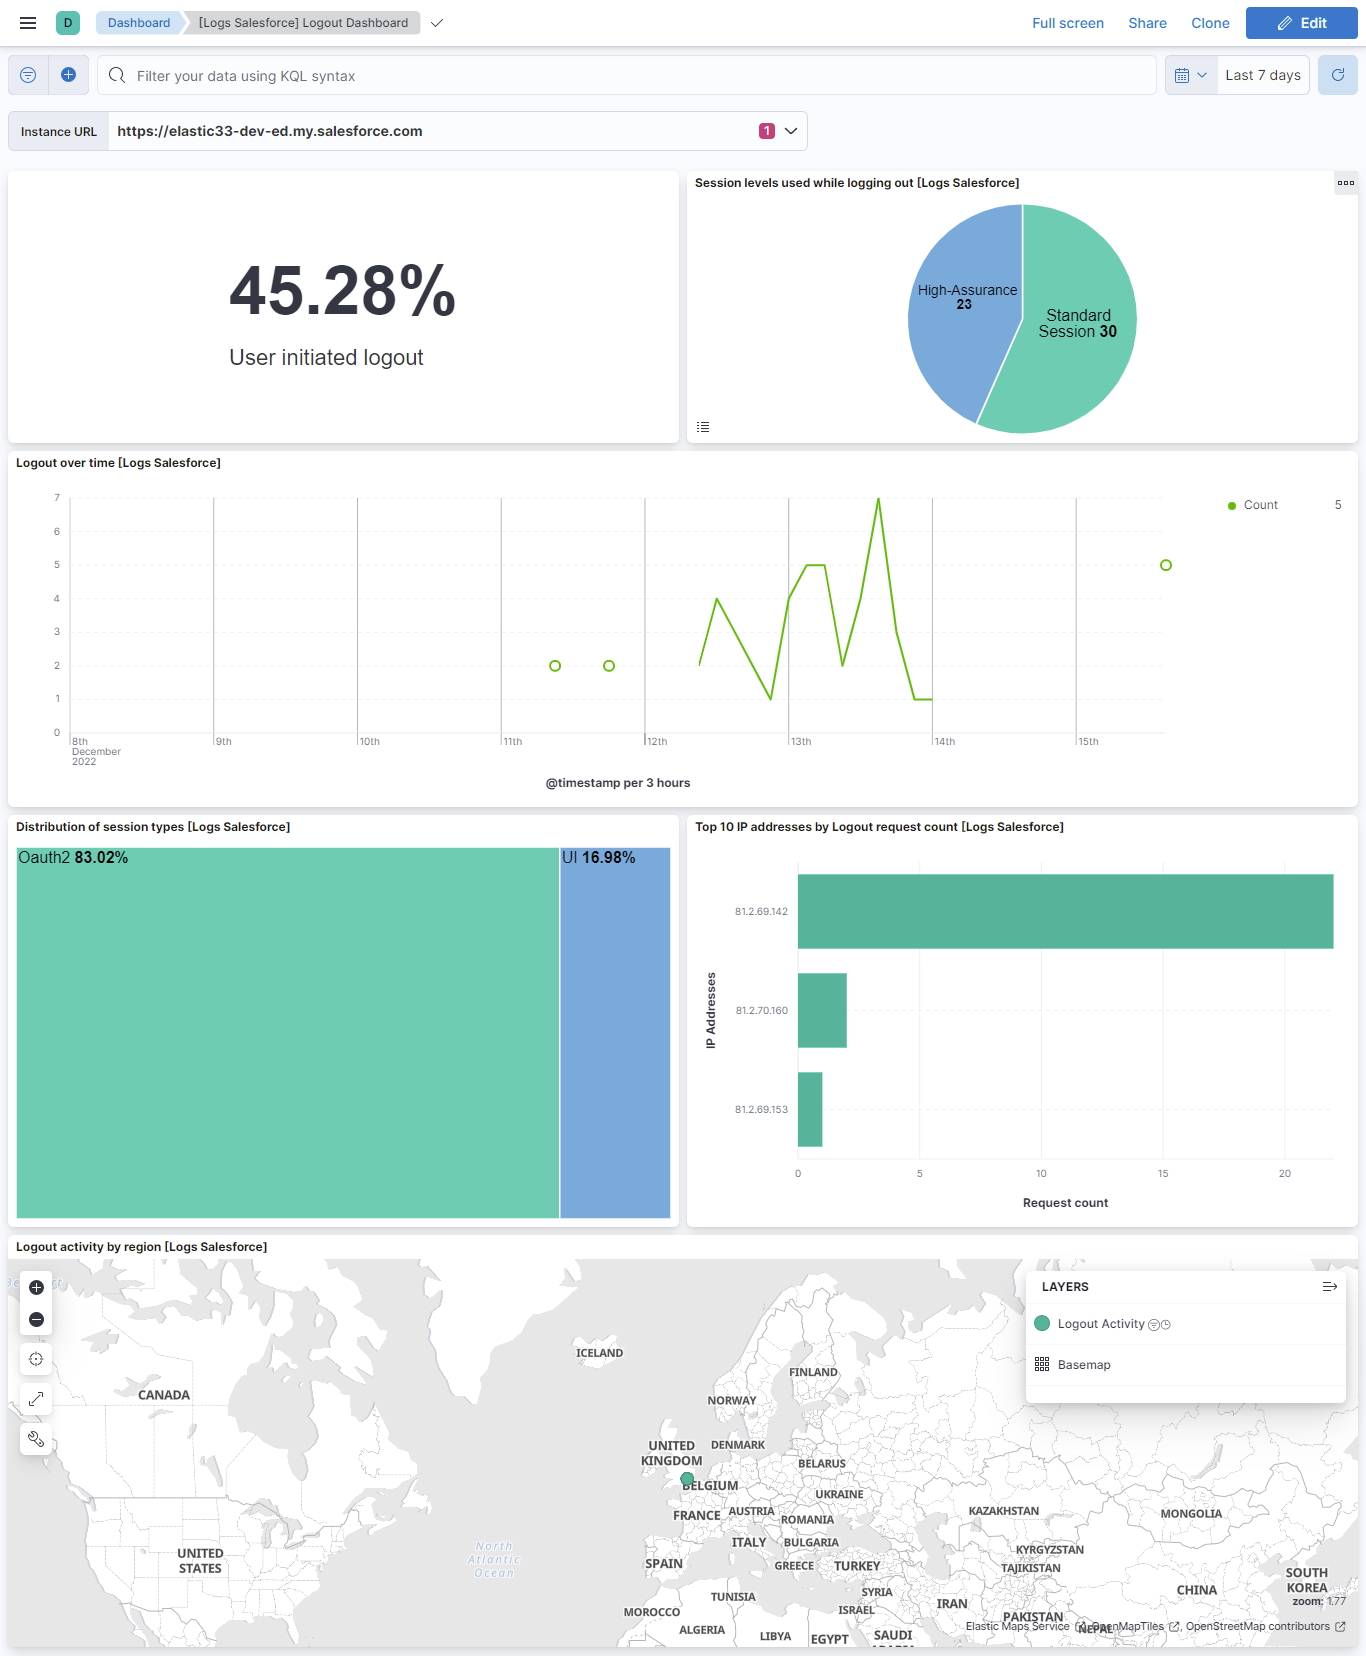 D
Dashboard
[Logs Salesforce] Logout Dashboard
Full screen
Share
Clone
Edit
Filter your data using KQL syntax
Last 7 days
Instance URL
https://elastic33-dev-ed.my.salesforce.com
1
45.28%
User initiated logout
Session levels used while logging out [Logs Salesforce]
High-Assurance
23
Standard
Session 30
Logout over time [Logs Salesforce]
7
6
5
4
3
2
1
0
8th
December
2022
9th
10th
11th
12th
13th
14th
15th
@timestamp per 3 hours
Count
5
Distribution of session types [Logs Salesforce]
Oauth2 83.02%
UI 16.98%
Top 10 IP addresses by Logout request count [Logs Salesforce]
IP Addresses
81.2.69.142
81.2.70.160
81.2.69.153
0
5
10
15
20
Request count
Logout activity by region [Logs Salesforce]
LAYERS
Logout Activity
Basemap
ICELAND
FINLAND
CANADA
NORWAY
UNITED
KINGDOM
DENMARK
BELARUS
BELGIUM
UKRAINE
FRANCE
AUSTRIA
ROMANIA
KAZAKHSTAN
MONGOLIA
ITALY
BULGARIA
North
Atlantic
Ocean
UNITED
STATES
KYRGYZSTAN
SPAIN
GREECE
TURKEY
TAJIKISTAN
SOUTH
KOREA
CHINA
TUNISIA
SYRIA
IRAN
zoom: 1.77
MOROCCO
ISRAEL
PAKISTAN
ALGERIA
LIBYA
EGYPT
SAUDI
NEPAL
Elastic Maps Service
, OpenMapTiles
, OpenStreetMap contributors